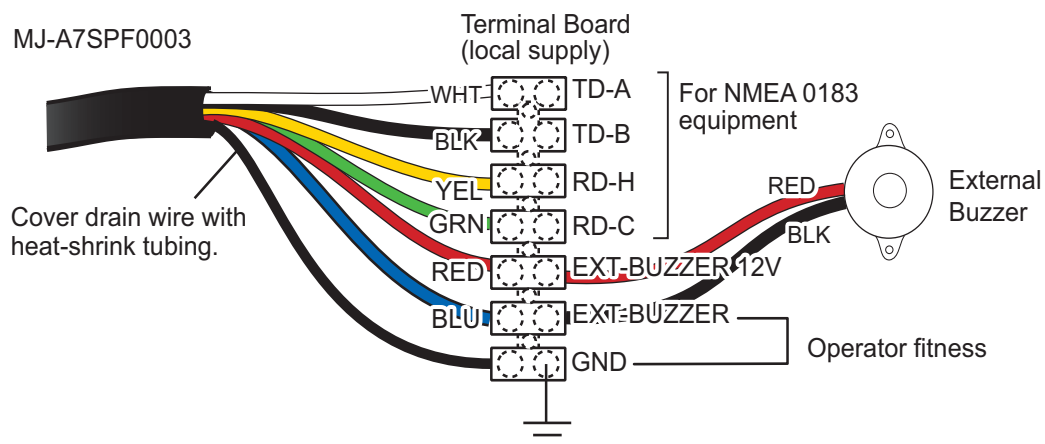 MJ-A7SPF0003
Terminal Board
(local supply)
WHT
TD-A
BLK
TD-B
For NMEA 0183
equipment
YEL
RD-H
GRN
RD-C
RED
EXT-BUZZER 12V
BLU
EXT-BUZZER
GND
Cover drain wire with
heat-shrink tubing.
RED
BLK
External
Buzzer
Operator fitness